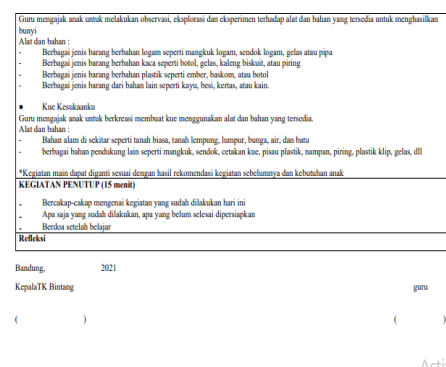 Guru mengajak anak untuk melakukan observasi, eksplorasi dan eksperimen terhadap alat dan bahan yang tersedia untuk menghasilkan
bunyi
Alat dan bahan :
- Berbagai jenis barang berbahan logam seperti mangkuk logam, sendok logam, gelas atau pipa
- Berbagai jenis barang berbahan kaca seperti botol, gelas, kaleng biskuit, atau piring
- Berbagai jenis barang berbahan plastik seperti ember, baskom, atau botol
- Berbagai jenis barang dari bahan lain seperti kayu, besi, kertas, atau kain.
● Kue Kesukaanku
Guru mengajak anak untuk berkreasi membuat kue menggunakan alat dan bahan yang tersedia.
Alat dan bahan :
- Bahan alam di sekitar seperti tanah biasa, tanah lempung, lumpur, bunga, air, dan batu
- berbagai bahan pendukung lain seperti mangkuk, sendok, cetakan kue, pisau plastik, nampan, piring, plastik klip, gelas, dll
*Kegiatan main dapat diganti sesuai dengan hasil rekomendasi kegiatan sebelumnya dan kebutuhan anak
KEGIATAN PENUTUP (15 menit)
- Bercakap-cakap mengenai kegiatan yang sudah dilakukan hari ini
- Apa saja yang sudah dilakukan, apa yang belum selesai dipersiapkan
- Berdoa setelah belajar
Refleksi
Bandung, 2021
KepalaTK Bintang guru
( ) ( )